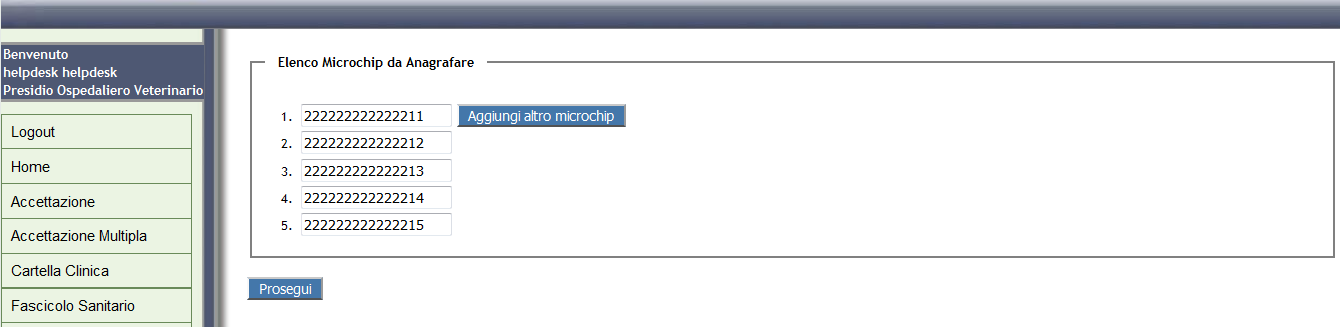 Benvenuto
helpdesk helpdesk
Presidio Ospedaliero Veterinario
Logout
Home
Accettazione
Accettazione Multipla
Cartella Clinica
Fascicolo Sanitario
Elenco Microchip da Anagrafare
1. 222222222222211 Aggiungi altro microchip
2. 222222222222212
3. 222222222222213
4. 222222222222214
5. 222222222222215
Prosegui